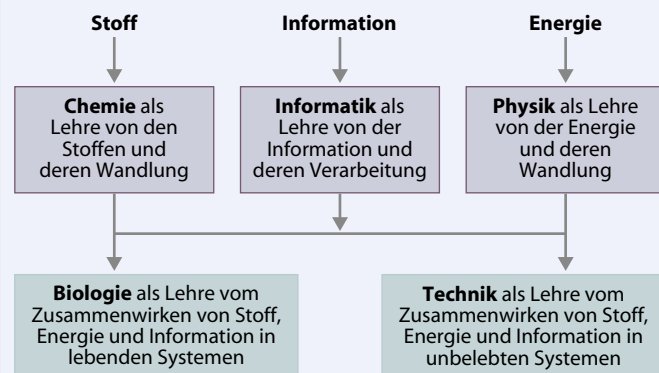 Stoff
Information
Energie
Chemie als
Lehre von den
Stoffen und
deren Wandlung
Informatik als
Lehre von der
Information und
deren Verarbeitung
Physik als Lehre
von der Energie
und deren
Wandlung
Biologie als Lehre vom
Zusammenwirken von Stoff,
Energie und Information in
lebenden Systemen
Technik als Lehre vom
Zusammenwirken von Stoff,
Energie und Information in
unbelebten Systemen